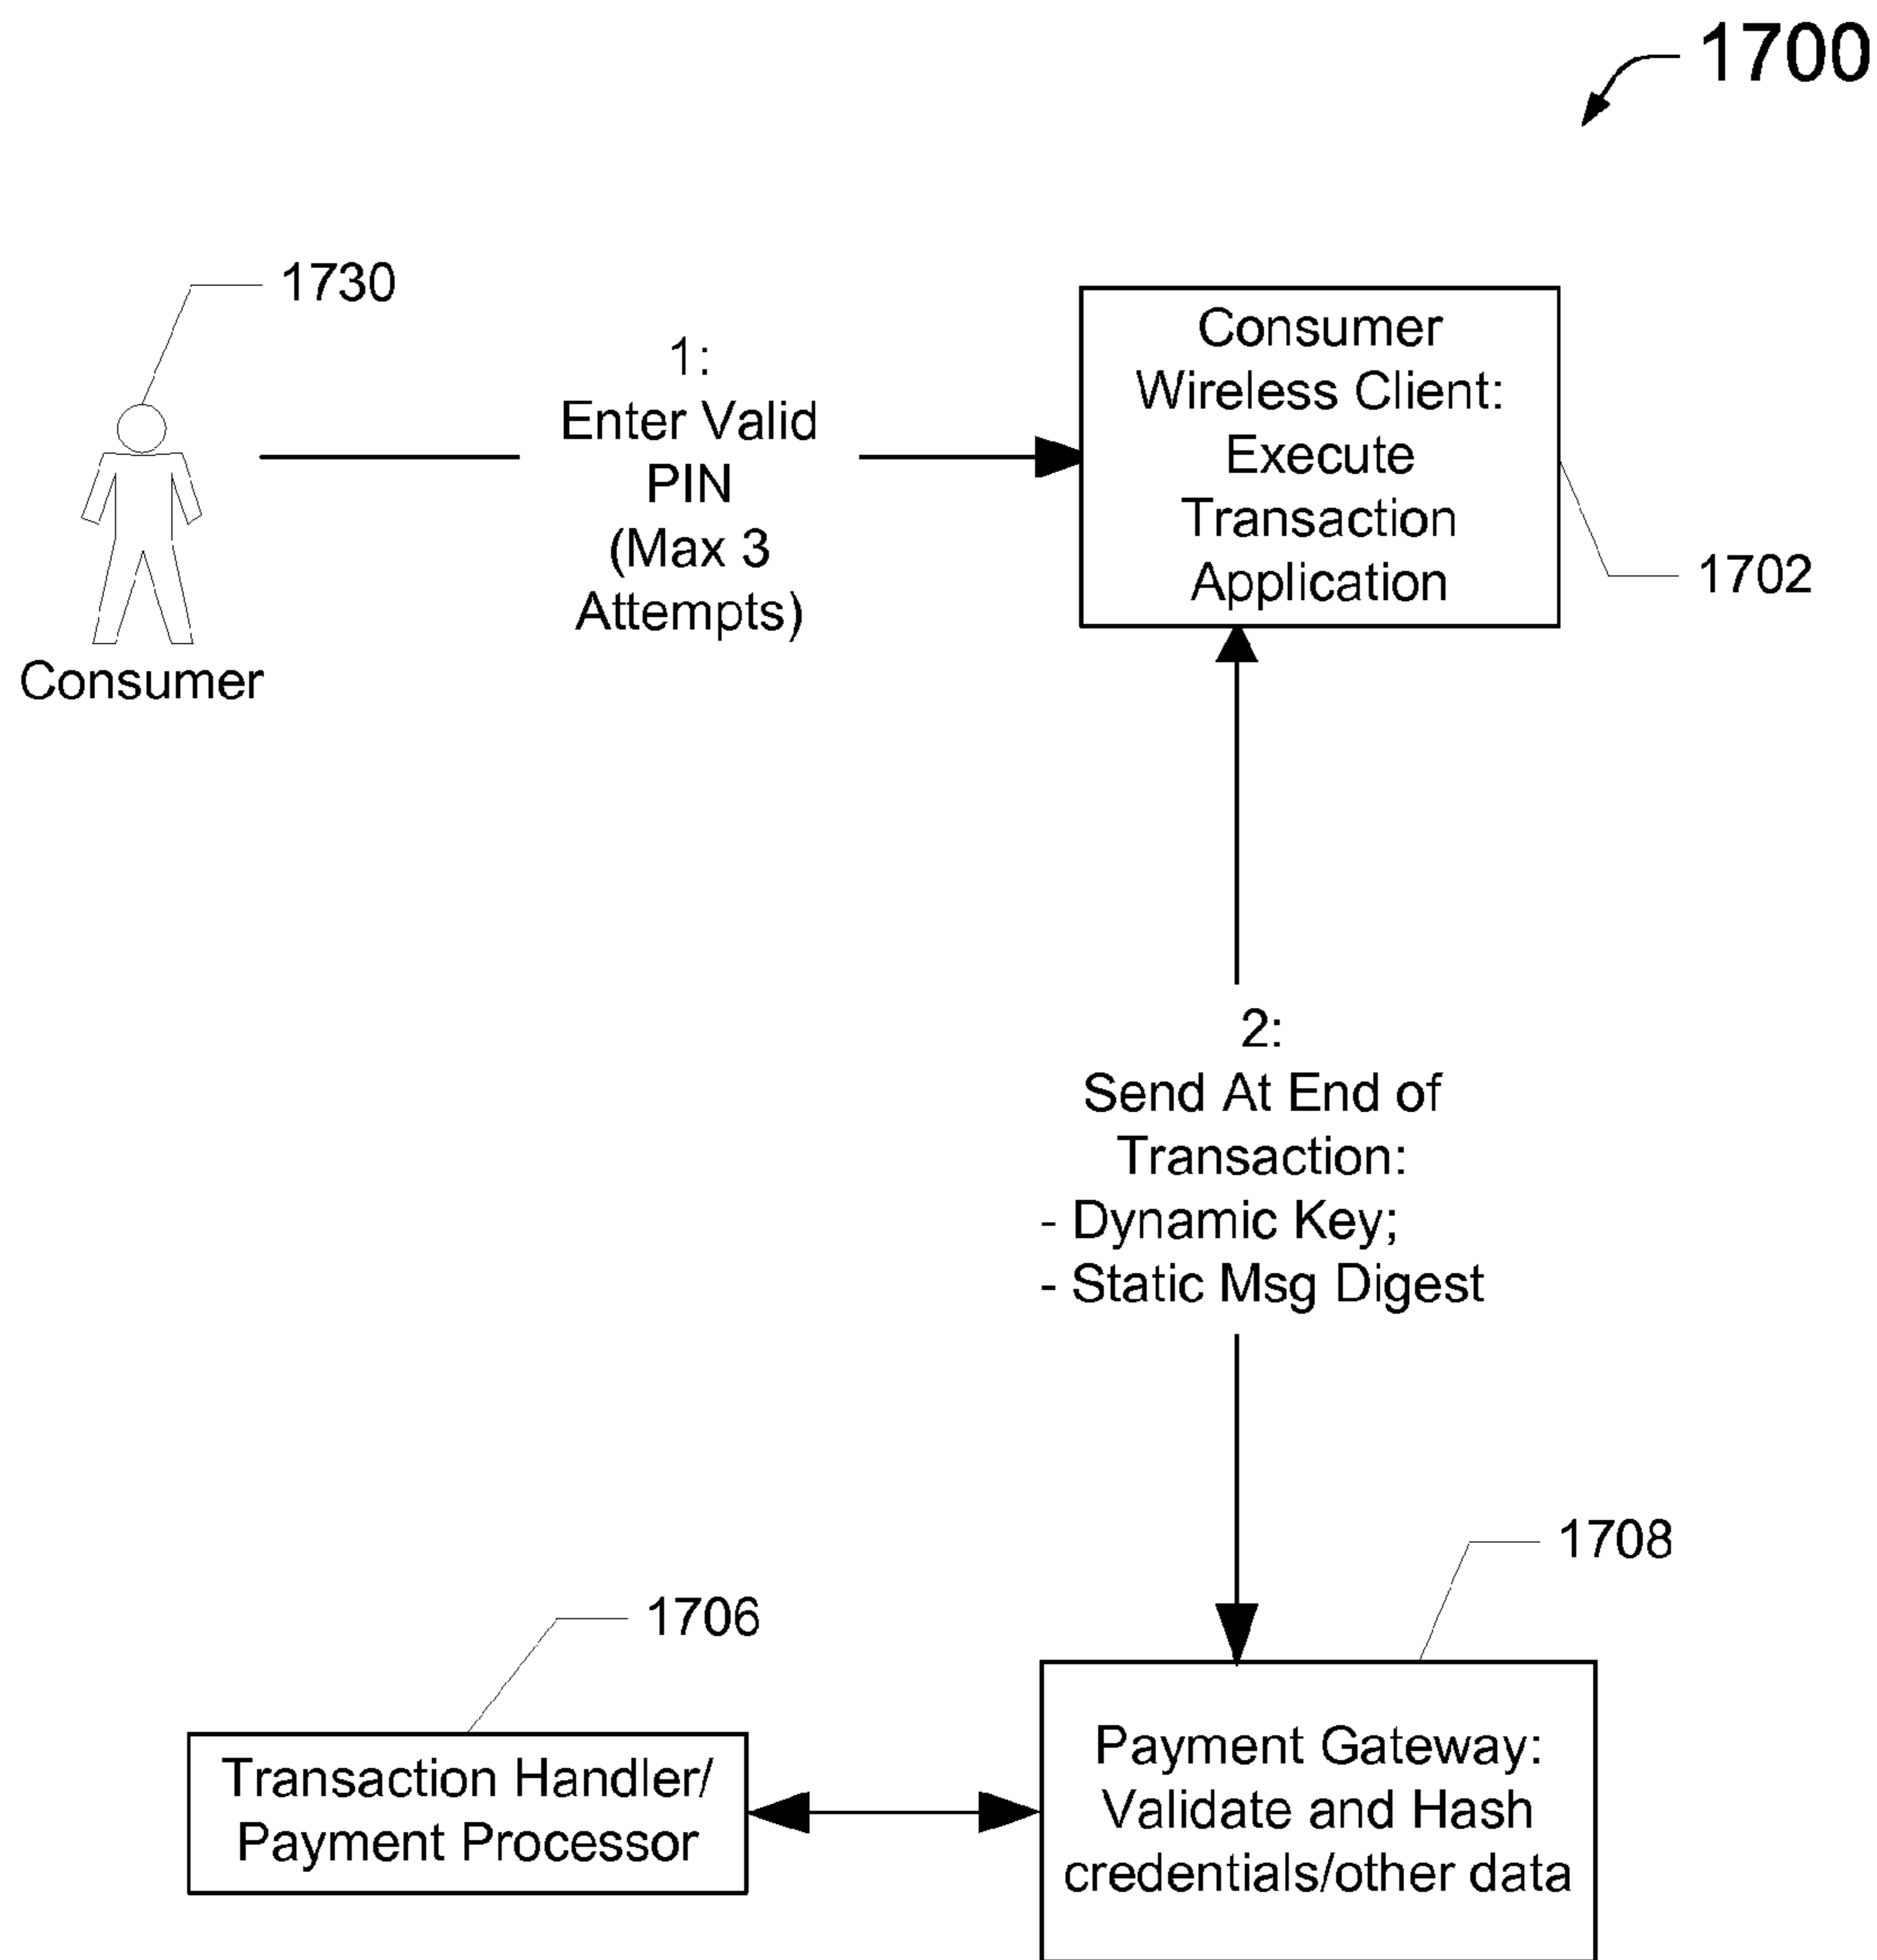 1700
1730
1:
Enter Valid
PIN
(Max 3
Attempts)
Consumer
Consumer
Wireless Client:
Execute
Transaction
Application
1702
2:
Send At End of
Transaction:
- Dynamic Key;
- Static Msg Digest
1708
1706
Transaction Handler/
Payment Processor
Payment Gateway:
Validate and Hash
credentials/other data